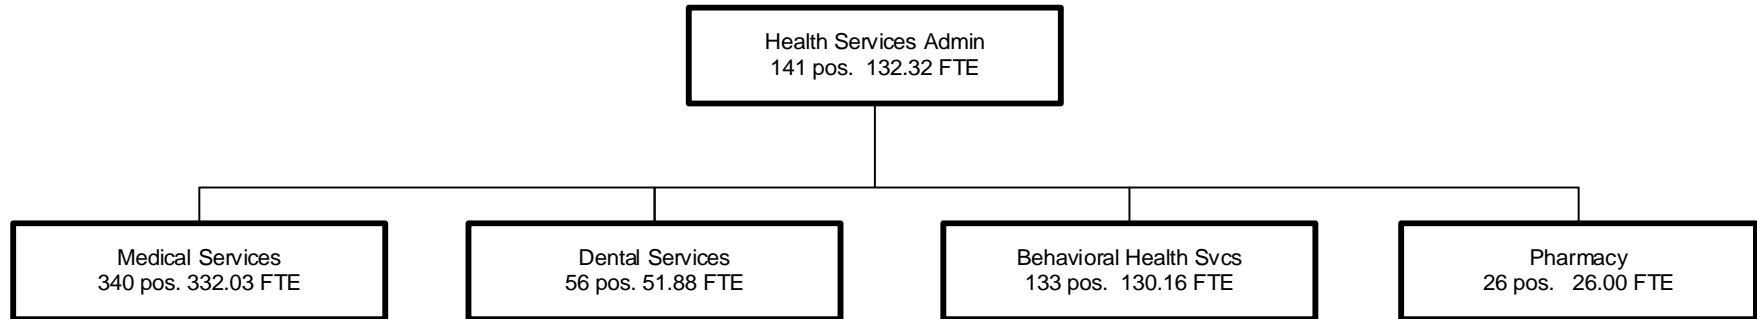 Health Services Admin
141 pos.  132.32 FTE
Medical Services
340 pos. 332.03 FTE
Dental Services
56 pos. 51.88 FTE
Behavioral Health Svcs
133 pos.  130.16 FTE
Pharmacy
26 pos.   26.00 FTE